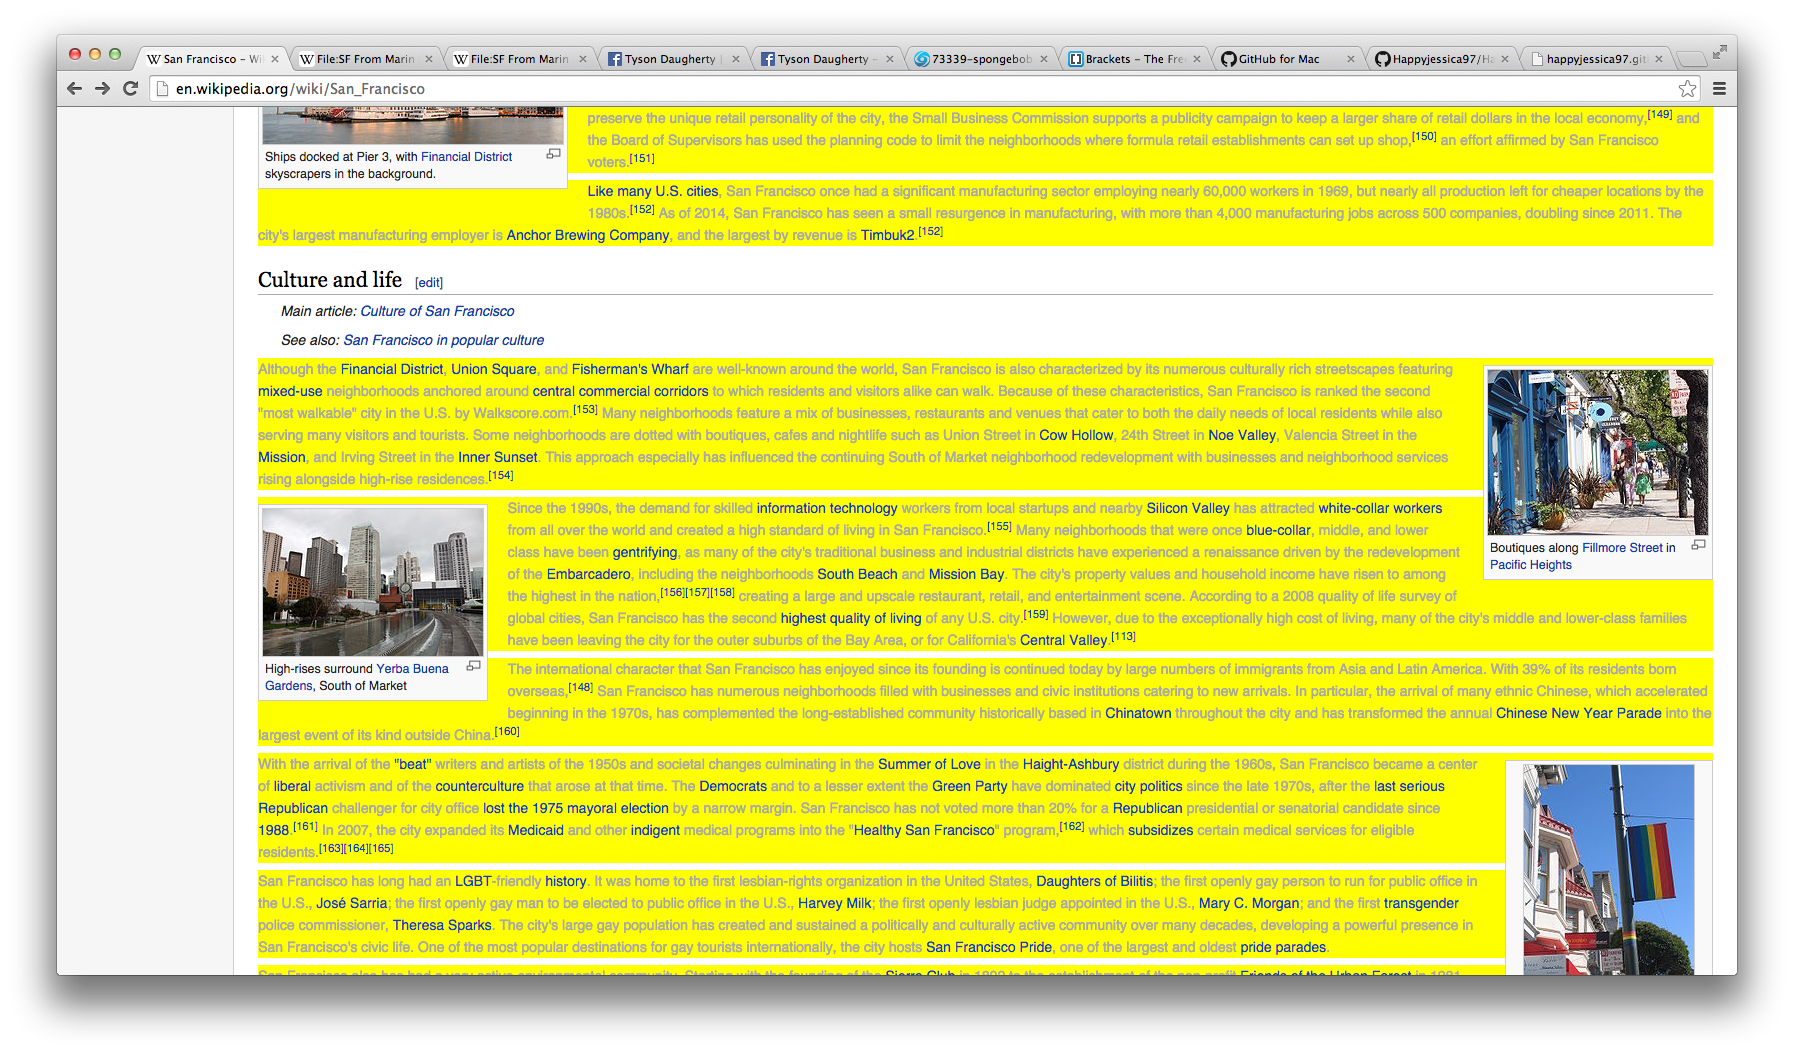 San Francisco – Wi
File:SF From Marin
File:SF From Marin
Tyson Daugherty |
Tyson Daugherty –
73339-spongebob
Brackets – The Free
GitHub for Mac
Happyjessica97/Ha
happyjessica97.git
en.wikipedia.org/wiki/San_Francisco
Ships docked at Pier 3, with Financial District
skyscrapers in the background.
preserve the unique retail personality of the city, the Small Business Commission supports a publicity campaign to keep a larger share of retail dollars in the local economy,[149] and
the Board of Supervisors has used the planning code to limit the neighborhoods where formula retail establishments can set up shop,[150] an effort affirmed by San Francisco
voters.[151]
Like many U.S. cities, San Francisco once had a significant manufacturing sector employing nearly 60,000 workers in 1969, but nearly all production left for cheaper locations by the
1980s.[152] As of 2014, San Francisco has seen a small resurgence in manufacturing, with more than 4,000 manufacturing jobs across 500 companies, doubling since 2011. The
city's largest manufacturing employer is Anchor Brewing Company, and the largest by revenue is Timbuk2.[152]
Culture and life [edit]
Main article: Culture of San Francisco
See also: San Francisco in popular culture
Although the Financial District, Union Square, and Fisherman's Wharf are well-known around the world, San Francisco is also characterized by its numerous culturally rich streetscapes featuring
mixed-use neighborhoods anchored around central commercial corridors to which residents and visitors alike can walk. Because of these characteristics, San Francisco is ranked the second
"most walkable" city in the U.S. by Walkscore.com.[153] Many neighborhoods feature a mix of businesses, restaurants and venues that cater to both the daily needs of local residents while also
serving many visitors and tourists. Some neighborhoods are dotted with boutiques, cafes and nightlife such as Union Street in Cow Hollow, 24th Street in Noe Valley, Valencia Street in the
Mission, and Irving Street in the Inner Sunset. This approach especially has influenced the continuing South of Market neighborhood redevelopment with businesses and neighborhood services
rising alongside high-rise residences.[154]
Boutiques along Fillmore Street in
Pacific Heights
Since the 1990s, the demand for skilled information technology workers from local startups and nearby Silicon Valley has attracted white-collar workers
from all over the world and created a high standard of living in San Francisco.[155] Many neighborhoods that were once blue-collar, middle, and lower
class have been gentrifying, as many of the city's traditional business and industrial districts have experienced a renaissance driven by the redevelopment
of the Embarcadero, including the neighborhoods South Beach and Mission Bay. The city's property values and household income have risen to among
the highest in the nation,[156][157][158] creating a large and upscale restaurant, retail, and entertainment scene. According to a 2008 quality of life survey of
global cities, San Francisco has the second highest quality of living of any U.S. city.[159] However, due to the exceptionally high cost of living, many of the city's middle and lower-class families
have been leaving the city for the outer suburbs of the Bay Area, or for California's Central Valley.[113]
High-rises surround Yerba Buena
Gardens, South of Market
The international character that San Francisco has enjoyed since its founding is continued today by large numbers of immigrants from Asia and Latin America. With 39% of its residents born
overseas,[148] San Francisco has numerous neighborhoods filled with businesses and civic institutions catering to new arrivals. In particular, the arrival of many ethnic Chinese, which accelerated
beginning in the 1970s, has complemented the long-established community historically based in Chinatown throughout the city and has transformed the annual Chinese New Year Parade into the
largest event of its kind outside China.[160]
With the arrival of the "beat" writers and artists of the 1950s and societal changes culminating in the Summer of Love in the Haight-Ashbury district during the 1960s, San Francisco became a center
of liberal activism and of the counterculture that arose at that time. The Democrats and to a lesser extent the Green Party have dominated city politics since the late 1970s, after the last serious
Republican challenger for city office lost the 1975 mayoral election by a narrow margin. San Francisco has not voted more than 20% for a Republican presidential or senatorial candidate since
1988.[161] In 2007, the city expanded its Medicaid and other indigent medical programs into the "Healthy San Francisco" program,[162] which subsidizes certain medical services for eligible
residents.[163][164][165]
San Francisco has long had an LGBT-friendly history. It was home to the first lesbian-rights organization in the United States, Daughters of Bilitis; the first openly gay person to run for public office in
the U.S., José Sarria; the first openly gay man to be elected to public office in the U.S., Harvey Milk; the first openly lesbian judge appointed in the U.S., Mary C. Morgan; and the first transgender
police commissioner, Theresa Sparks. The city's large gay population has created and sustained a politically and culturally active community over many decades, developing a powerful presence in
San Francisco's civic life. One of the most popular destinations for gay tourists internationally, the city hosts San Francisco Pride, one of the largest and oldest pride parades.
San Francisco also has had a very active environmental community. Starting with the founding of the Sierra Club in 1892 to the establishment of the non-profit Friends of the Urban Forest in 1981,